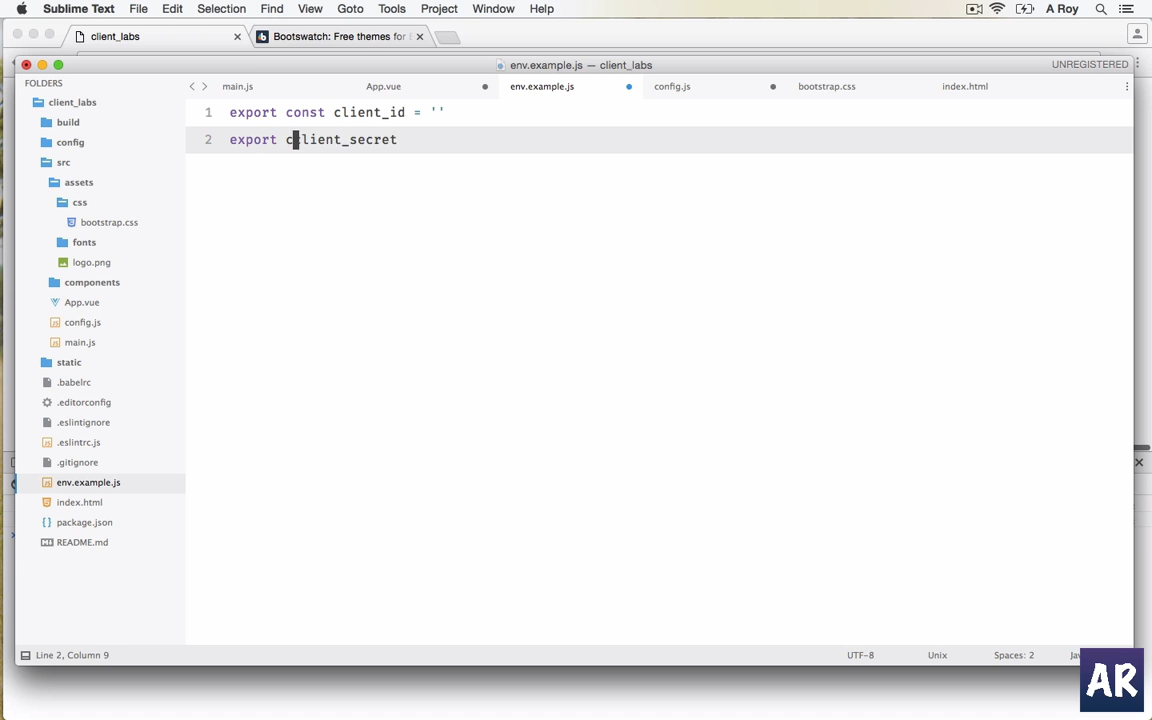 Sublime Text File Edit Selection Find View Goto Tools Project Window Help A Roy
client_labs Bootswatch: Free themes for
env.example.js — client_labs UNREGISTERED
FOLDERS
main.js App.vue env.example.js config.js bootstrap.css index.html
client_labs
build
config
src
assets
css
bootstrap.css
fonts
logo.png
components
App.vue
config.js
main.js
static
.babelrc
.editorconfig
.eslintignore
.eslintrc.js
.gitignore
env.example.js
index.html
package.json
README.md
1 export const client_id = ''
2 export cclient_secret
Line 2, Column 9 UTF-8 Unix Spaces: 2
AR